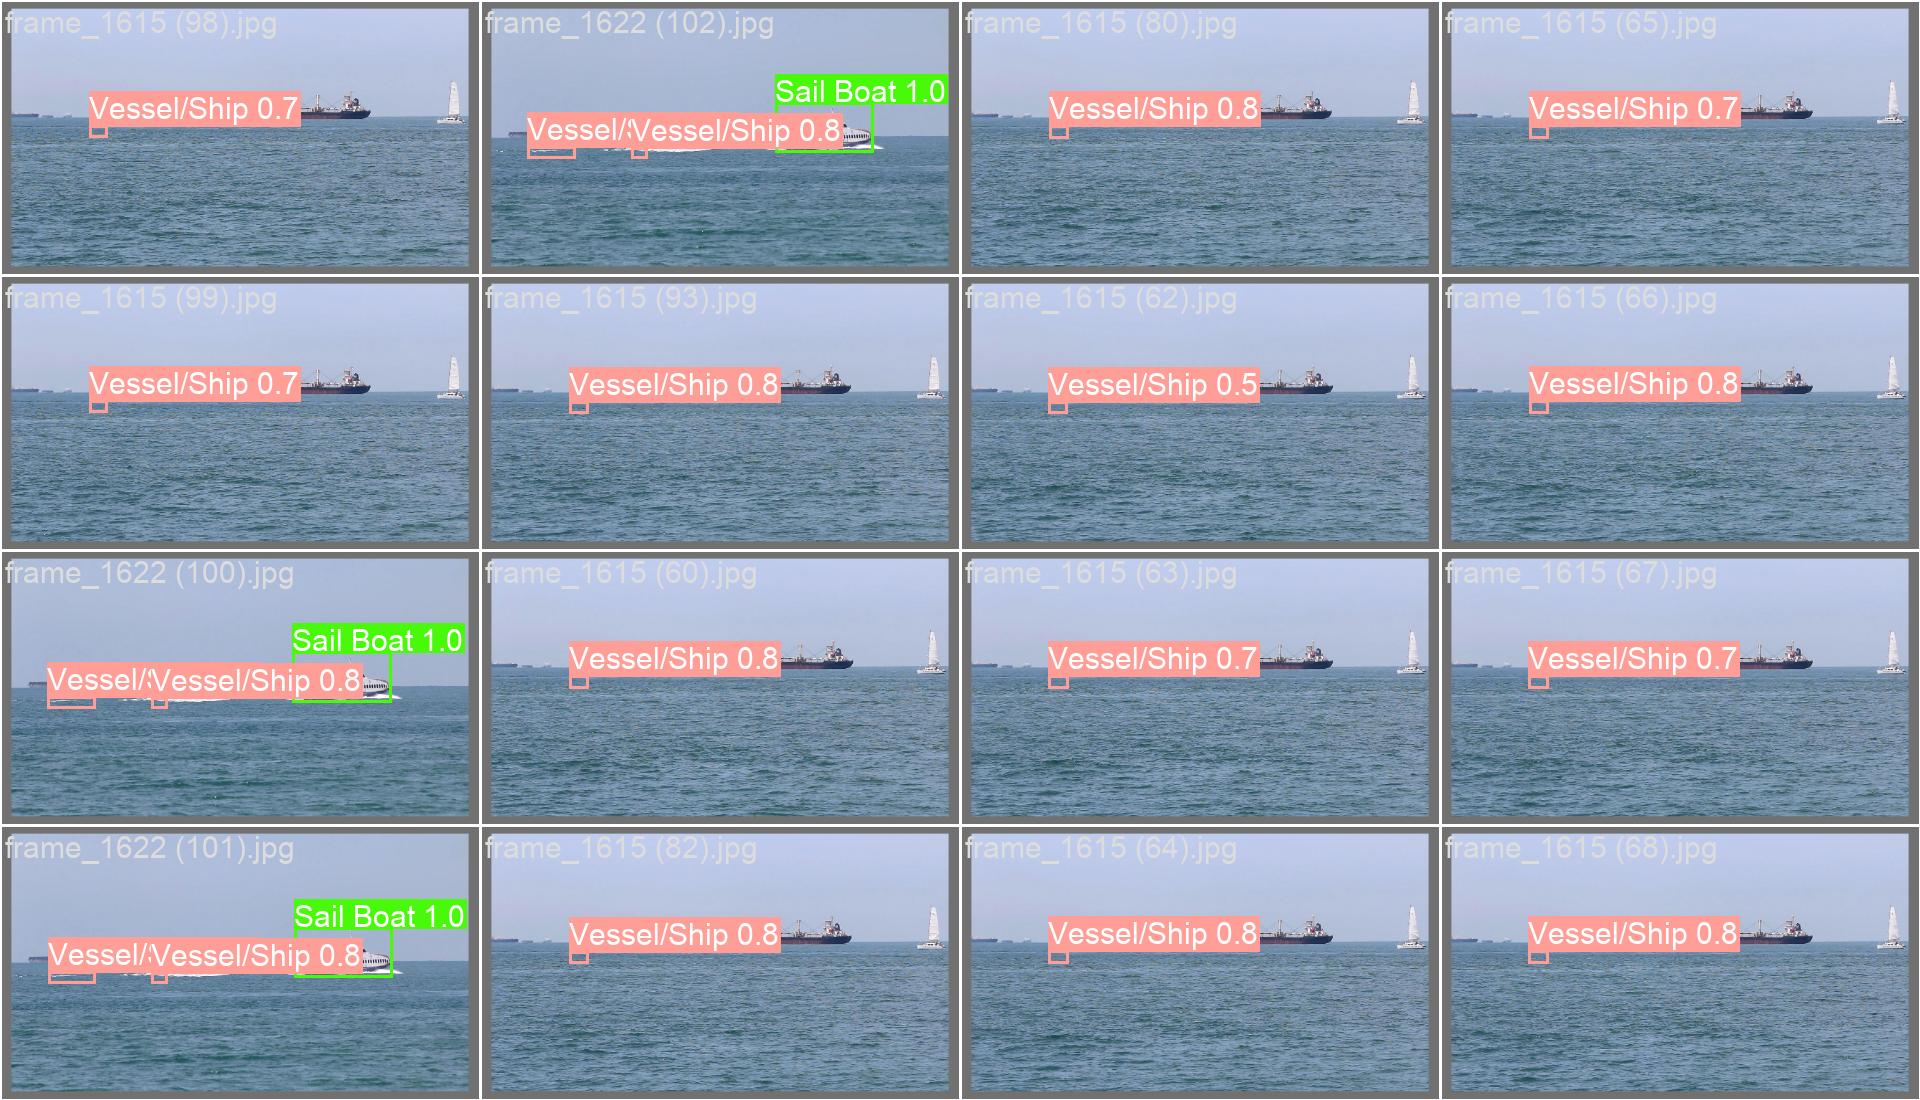 frame_1615 (98).jpg
Vessel/Ship 0.7
frame_1622 (102).jpg
Sail Boat 1.0
Vessel/
Vessel/Ship 0.8
frame_1615 (80).jpg
Vessel/Ship 0.8
frame_1615 (65).jpg
Vessel/Ship 0.7
frame_1615 (99).jpg
Vessel/Ship 0.7
frame_1615 (93).jpg
Vessel/Ship 0.8
frame_1615 (62).jpg
Vessel/Ship 0.5
frame_1615 (66).jpg
Vessel/Ship 0.8
frame_1622 (100).jpg
Sail Boat 1.0
Vessel/
Vessel/Ship 0.8
frame_1615 (60).jpg
Vessel/Ship 0.8
frame_1615 (63).jpg
Vessel/Ship 0.7
frame_1615 (67).jpg
Vessel/Ship 0.7
frame_1622 (101).jpg
Sail Boat 1.0
Vessel/
Vessel/Ship 0.8
frame_1615 (82).jpg
Vessel/Ship 0.8
frame_1615 (64).jpg
Vessel/Ship 0.8
frame_1615 (68).jpg
Vessel/Ship 0.8